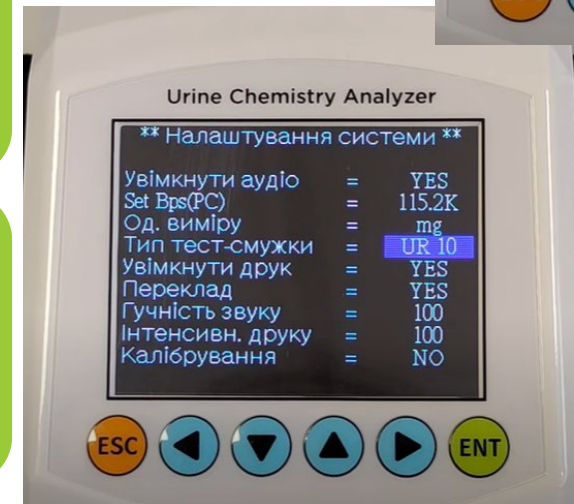 Urine Chemistry Analyzer
** Налаштування системи **
Увімкнути аудіо = YES
Set Bps(PC) = 115.2K
Од. виміру = mg
Тип тест-смужки = UR 10
Увімкнути друк = YES
Переклад = YES
Гучність звуку = 100
Інтенсивн. друку = 100
Калібрування = NO
ESC ENT